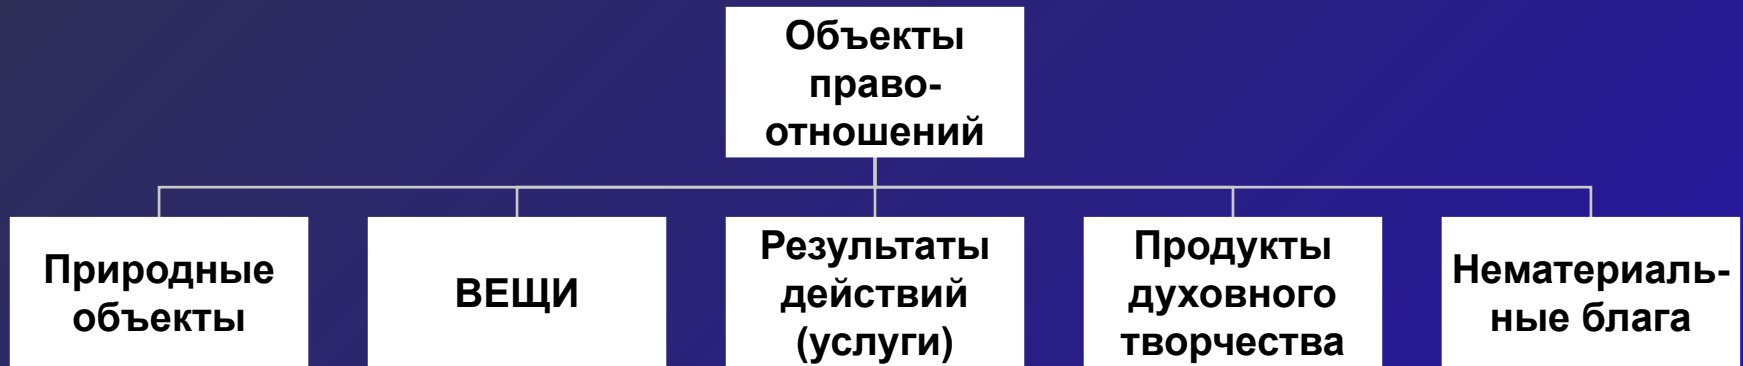 Объекты
право-
отношений
Природные
объекты
ВЕЩИ
Результаты
действий
(услуги)
Продукты
духовного
творчества
Нематериаль-
ные блага